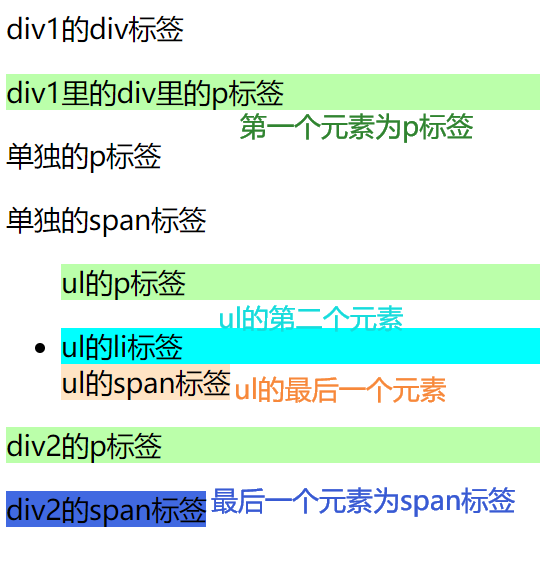 div1的div标签
div1里的div里的p标签
第一个元素为p标签
单独的p标签
单独的span标签
ul的p标签
ul的第二个元素
ul的li标签
ul的span标签
ul的最后一个元素
div2的p标签
div2的span标签
最后一个元素为span标签